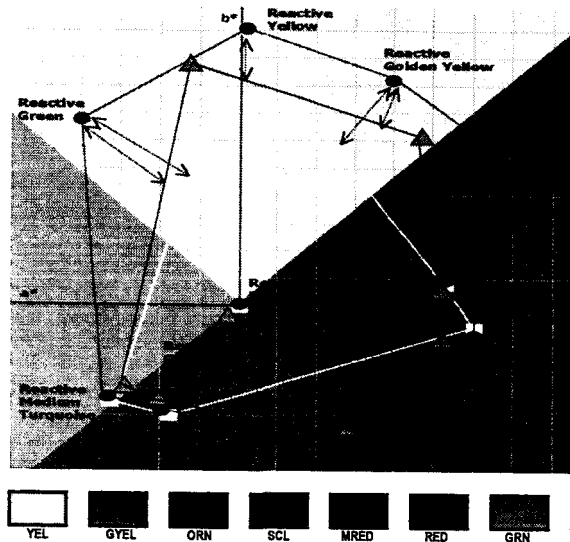 b*
Reactive
Yellow
Reactive
Golden Yellow
Reactive
Green
a*
Reactive
Medium
Turquoise
YEL
GYEL
ORN
SCL
MRED
RED
GRN